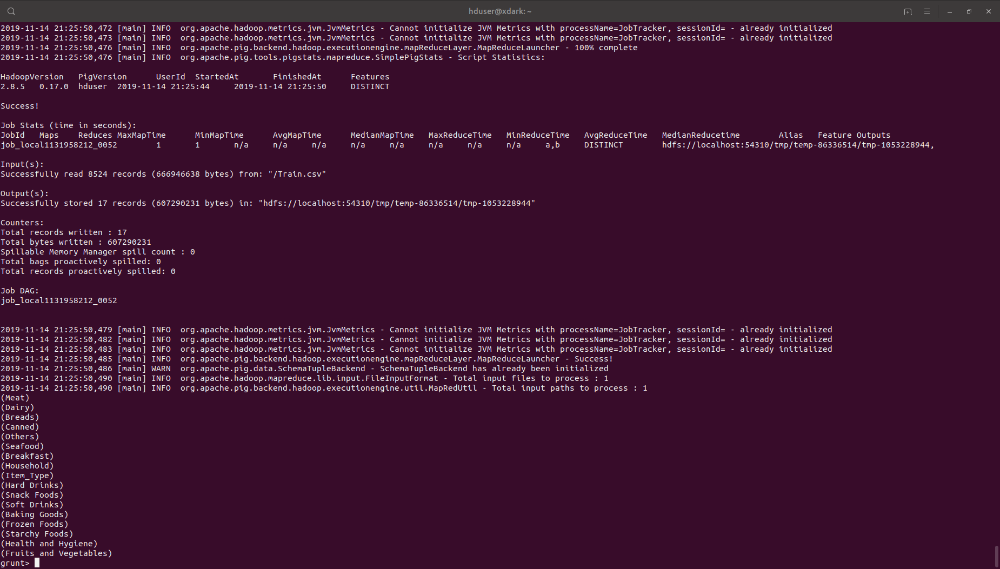 hduser@xdark: ~
2019-11-14 21:25:50,472 [main] INFO  org.apache.hadoop.metrics.jvm.JvmMetrics - Cannot initialize JVM Metrics with processName=JobTracker, sessionId= - already initialized
2019-11-14 21:25:50,473 [main] INFO  org.apache.hadoop.metrics.jvm.JvmMetrics - Cannot initialize JVM Metrics with processName=JobTracker, sessionId= - already initialized
2019-11-14 21:25:50,476 [main] INFO  org.apache.pig.backend.hadoop.executionengine.mapReduceLayer.MapReduceLauncher - 100% complete
2019-11-14 21:25:50,476 [main] INFO  org.apache.pig.tools.pigstats.mapreduce.SimplePigStats - Script Statistics:
HadoopVersion   PigVersion      UserId  StartedAt       FinishedAt      Features
2.8.5   0.17.0  hduser  2019-11-14 21:25:44     2019-11-14 21:25:50     DISTINCT
Success!
Job Stats (time in seconds):
JobId   Maps    Reduces MaxMapTime      MinMapTime      AvgMapTime      MedianMapTime   MaxReduceTime   MinReduceTime   AvgReduceTime   MedianReducetime        Alias   Feature Outputs
job_local1131958212_0052        1       1       n/a     n/a     n/a     n/a     n/a     n/a     n/a     n/a     a,b     DISTINCT        hdfs://localhost:54310/tmp/temp-86336514/tmp-1053228944,
Input(s):
Successfully read 8524 records (666946638 bytes) from: "/Train.csv"
Output(s):
Successfully stored 17 records (607290231 bytes) in: "hdfs://localhost:54310/tmp/temp-86336514/tmp-1053228944"
Counters:
Total records written : 17
Total bytes written : 607290231
Spillable Memory Manager spill count : 0
Total bags proactively spilled: 0
Total records proactively spilled: 0
Job DAG:
job_local1131958212_0052
2019-11-14 21:25:50,479 [main] INFO  org.apache.hadoop.metrics.jvm.JvmMetrics - Cannot initialize JVM Metrics with processName=JobTracker, sessionId= - already initialized
2019-11-14 21:25:50,482 [main] INFO  org.apache.hadoop.metrics.jvm.JvmMetrics - Cannot initialize JVM Metrics with processName=JobTracker, sessionId= - already initialized
2019-11-14 21:25:50,483 [main] INFO  org.apache.hadoop.metrics.jvm.JvmMetrics - Cannot initialize JVM Metrics with processName=JobTracker, sessionId= - already initialized
2019-11-14 21:25:50,485 [main] INFO  org.apache.pig.backend.hadoop.executionengine.mapReduceLayer.MapReduceLauncher - Success!
2019-11-14 21:25:50,486 [main] WARN  org.apache.pig.data.SchemaTupleBackend - SchemaTupleBackend has already been initialized
2019-11-14 21:25:50,490 [main] INFO  org.apache.hadoop.mapreduce.lib.input.FileInputFormat - Total input files to process : 1
2019-11-14 21:25:50,490 [main] INFO  org.apache.pig.backend.hadoop.executionengine.util.MapRedUtil - Total input paths to process : 1
(Meat)
(Dairy)
(Breads)
(Canned)
(Others)
(Seafood)
(Breakfast)
(Household)
(Item_Type)
(Hard Drinks)
(Snack Foods)
(Soft Drinks)
(Baking Goods)
(Frozen Foods)
(Starchy Foods)
(Health and Hygiene)
(Fruits and Vegetables)
grunt>